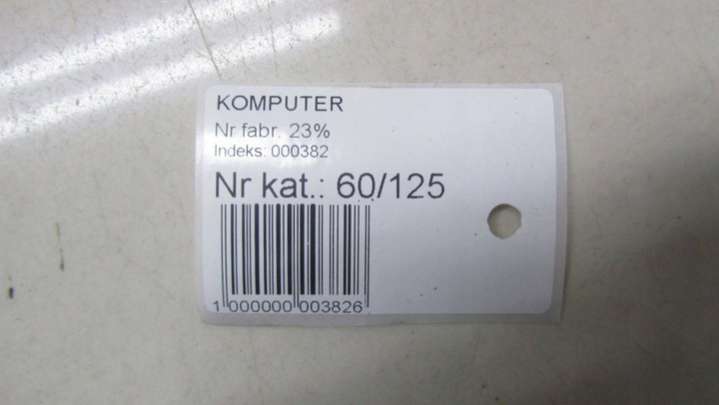 KOMPUTER
Nr fabr. 23%
Indeks: 000382
Nr kat.: 60/125
1 000000 003826